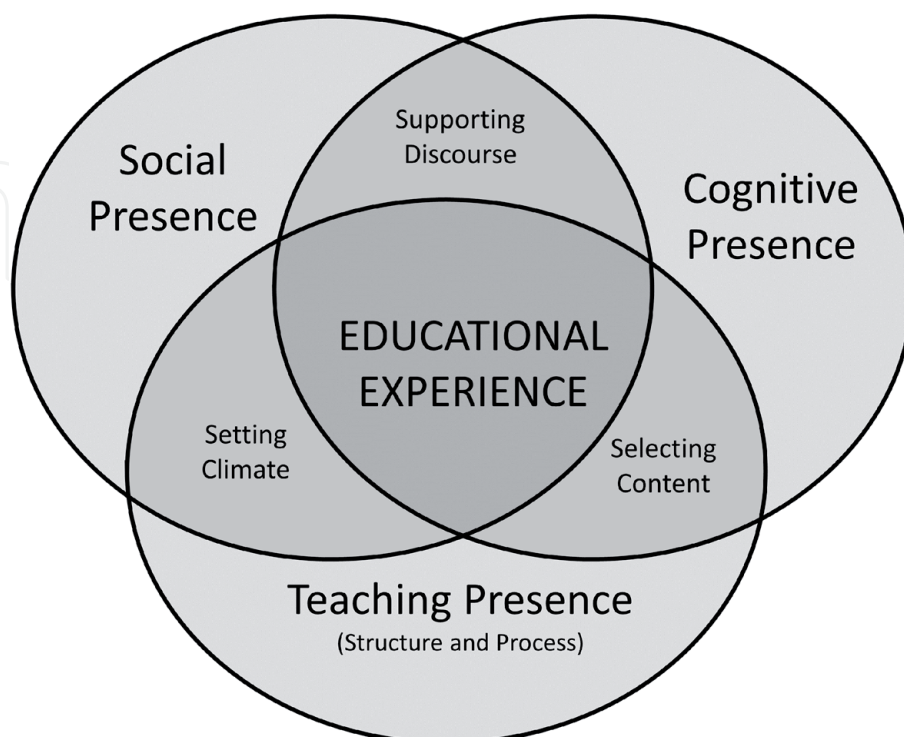 Supporting
Discourse
Social
Presence
Cognitive
Presence
EDUCATIONAL
EXPERIENCE
Setting
Climate
Selecting
Content
Teaching Presence
(Structure and Process)